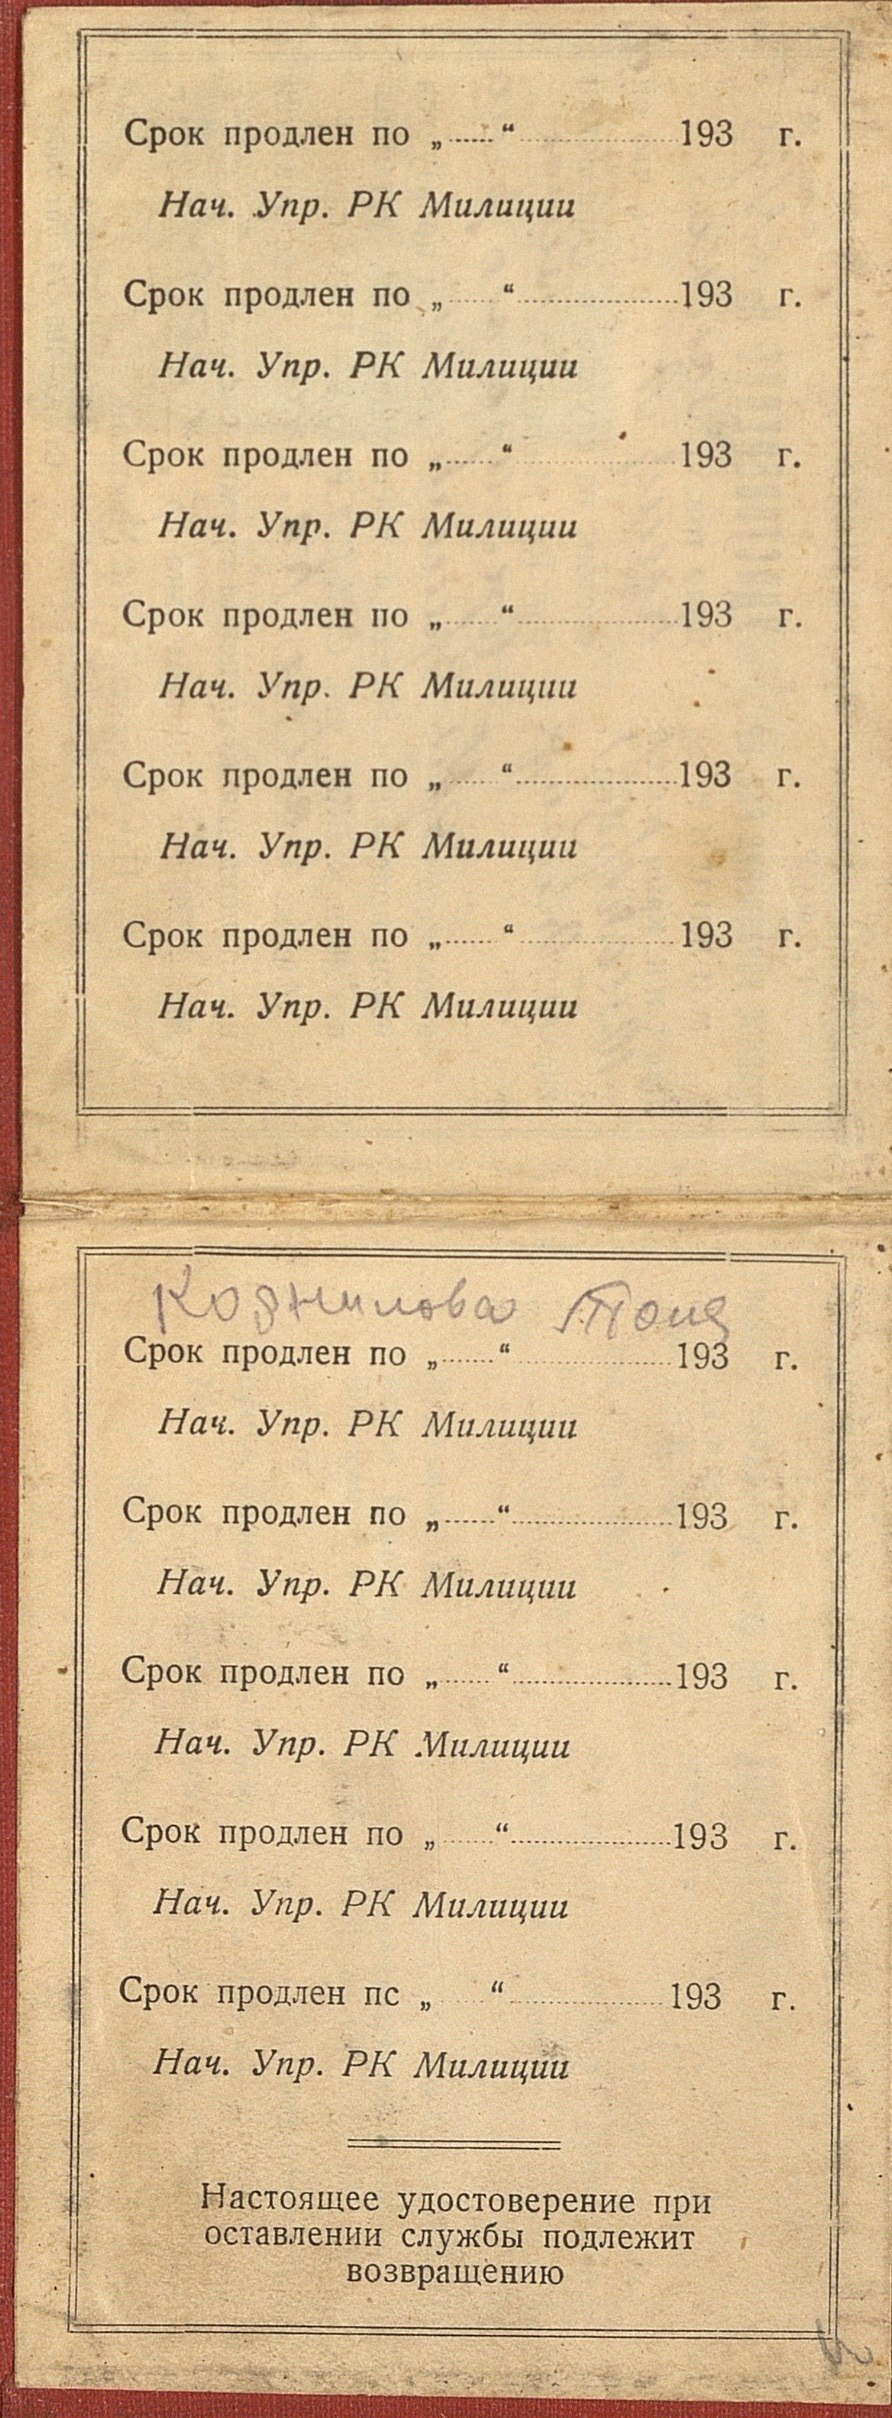 Срок продлен по „......“ .................... 193 г.
Нач. Упр. РК Милиции
Срок продлен по „......“ .................... 193 г.
Нач. Упр. РК Милиции
Срок продлен по „......“ .................... 193 г.
Нач. Упр. РК Милиции
Срок продлен по „......“ .................... 193 г.
Нач. Упр. РК Милиции
Срок продлен по „......“ .................... 193 г.
Нач. Упр. РК Милиции
Срок продлен по „......“ .................... 193 г.
Нач. Упр. РК Милиции
Корнилова Тоня
Срок продлен по „......“ .................... 193 г.
Нач. Упр. РК Милиции
Срок продлен по „......“ .................... 193 г.
Нач. Упр. РК Милиции
Срок продлен по „......“ .................... 193 г.
Нач. Упр. РК Милиции
Срок продлен по „......“ .................... 193 г.
Нач. Упр. РК Милиции
Срок продлен пс „......“ .................... 193 г.
Нач. Упр. РК Милиции
Настоящее удостоверение при
оставлении службы подлежит
возвращению